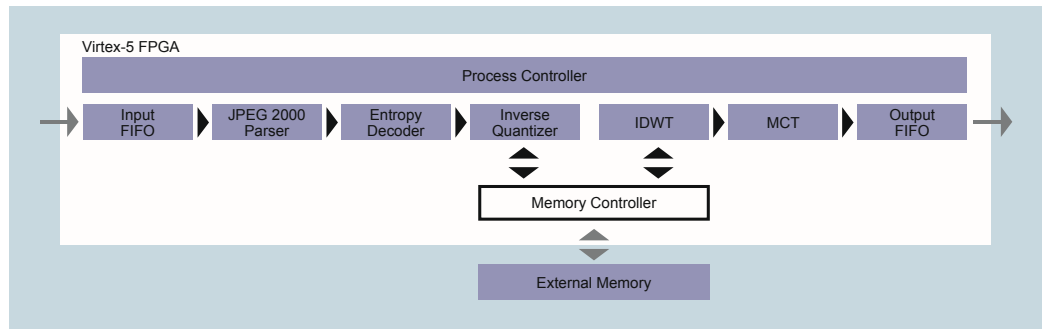 Virtex-5 FPGA
Process Controller
Input
FIFO
JPEG 2000
Parser
Entropy
Decoder
Inverse
Quantizer
IDWT
MCT
Output
FIFO
Memory Controller
External Memory